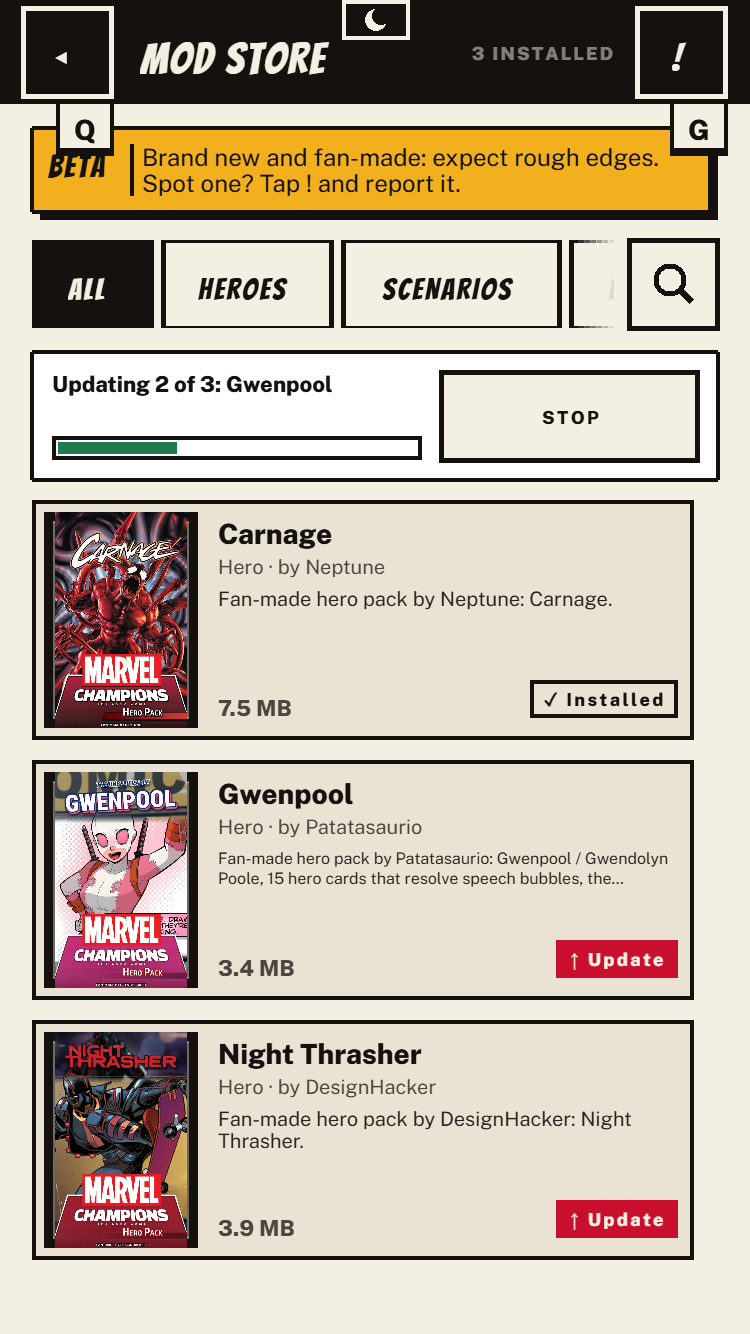 ◂
MOD STORE
3 INSTALLED
!
Q
G
BETA
Brand new and fan-made: expect rough edges.
Spot one? Tap ! and report it.
ALL
HEROES
SCENARIOS
Updating 2 of 3: Gwenpool
STOP
CARNAGE
MARVEL
CHAMPIONS
HERO PACK
Carnage
Hero · by Neptune
Fan-made hero pack by Neptune: Carnage.
7.5 MB
✓ Installed
GWENPOOL
MARVEL
CHAMPIONS
HERO PACK
Gwenpool
Hero · by Patatasaurio
Fan-made hero pack by Patatasaurio: Gwenpool / Gwendolyn
Poole, 15 hero cards that resolve speech bubbles, the...
3.4 MB
↑ Update
NIGHT
THRASHER
MARVEL
CHAMPIONS
HERO PACK
Night Thrasher
Hero · by DesignHacker
Fan-made hero pack by DesignHacker: Night
Thrasher.
3.9 MB
↑ Update